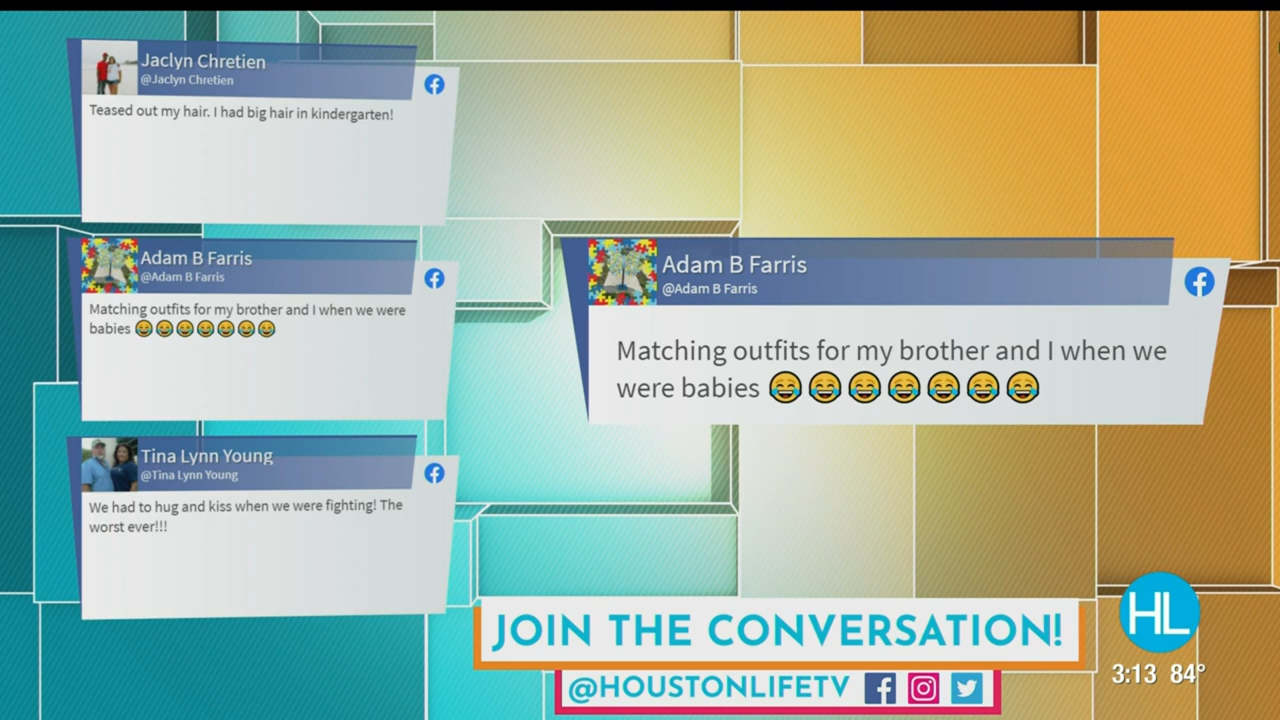 Jaclyn Chretien
@Jaclyn Chretien
Teased out my hair. I had big hair in kindergarten!
Adam B Farris
@Adam B Farris
Matching outfits for my brother and I when we were
babies 😂😂😂😂😂😂😂
Tina Lynn Young
@Tina Lynn Young
We had to hug and kiss when we were fighting! The
worst ever!!!
Adam B Farris
@Adam B Farris
Matching outfits for my brother and I when we
were babies 😂😂😂😂😂😂😂
JOIN THE CONVERSATION!
@HOUSTONLIFETV
HL
3:13 84°